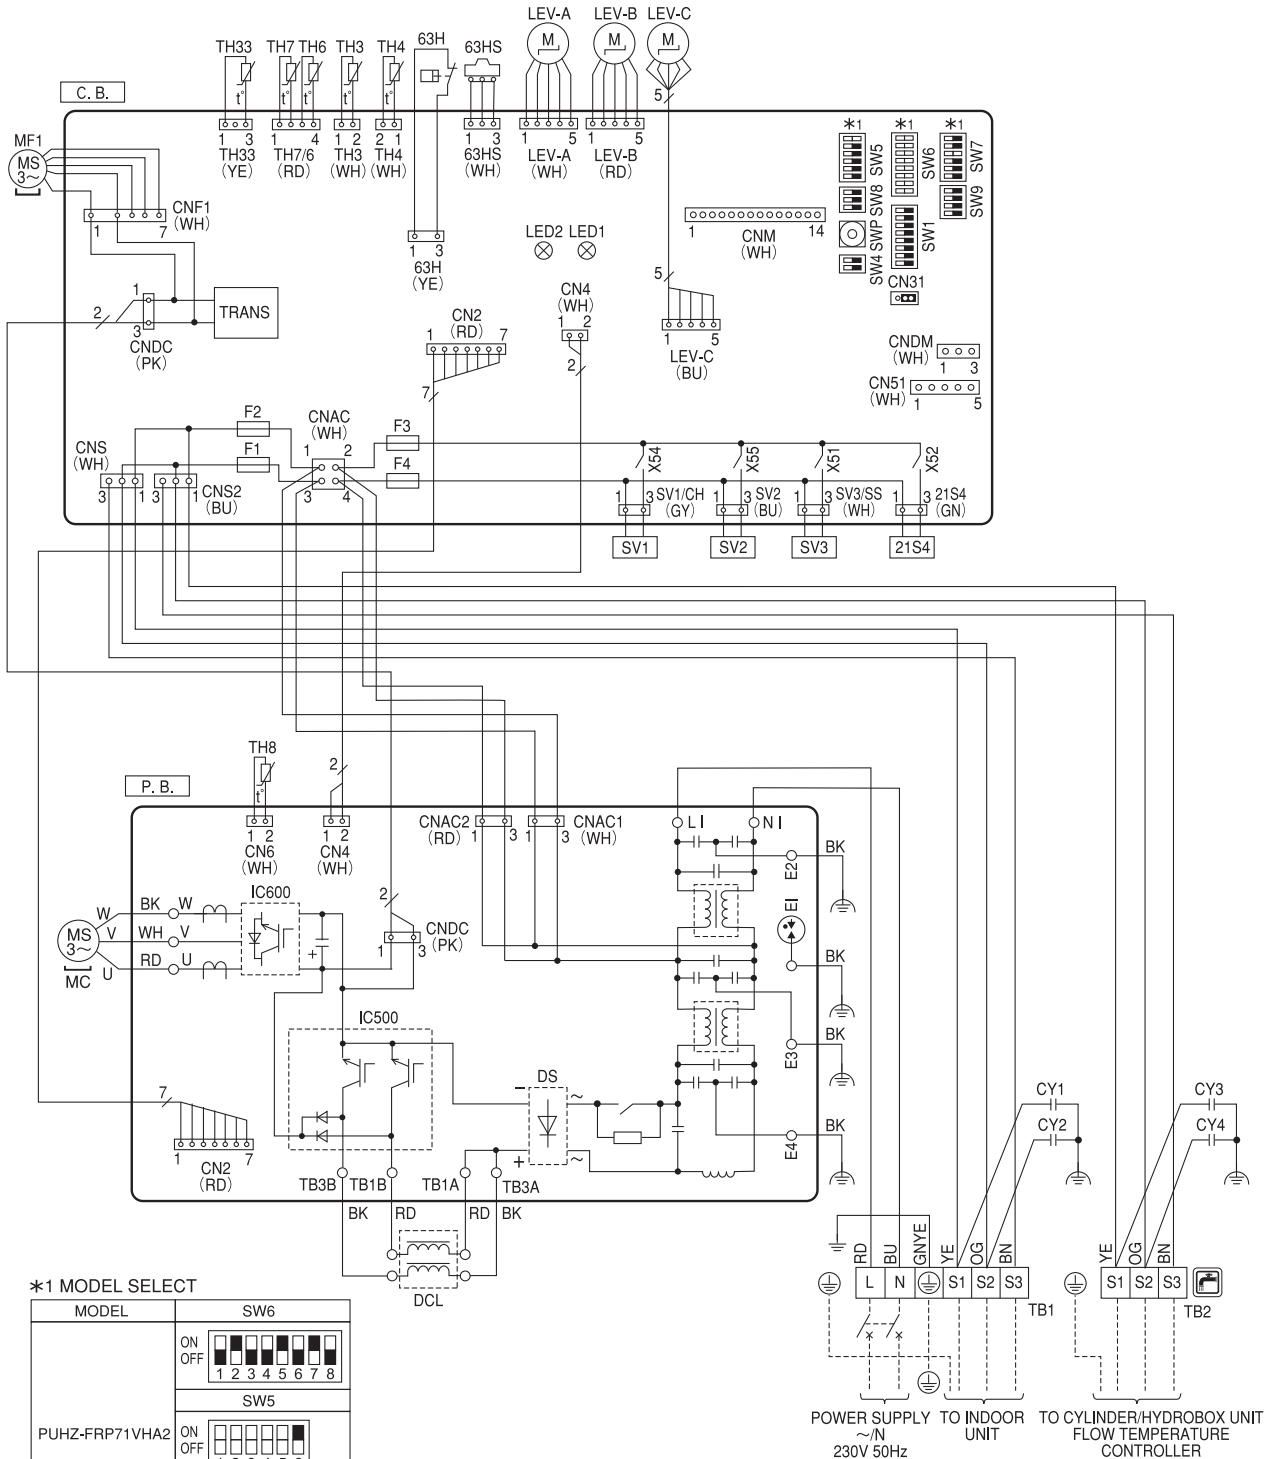 LEV-A LEV-B LEV-C
M M M
TH33 TH7 TH6 TH3 TH4 63H 63HS
t° t° t° t° t°
5
C. B.
1 3 1 4 1 2 2 1 1 3 1 5 1 5
TH33 (YE)
TH7/6 (RD)
TH3 (WH)
TH4 (WH)
63HS (WH)
LEV-A (WH)
LEV-B (RD)
MF1
MS 3~
1 7
CNF1 (WH)
*1 *1 *1
SW5 SW6 SW7
SW8 SW9
SWP SW1
SW4
CN31
1 14
CNM (WH)
LED2 LED1
1 3
63H (YE)
5
1 5
LEV-C (BU)
CN4 (WH)
1 2
2
CN2 (RD)
1 7
7
TRANS
1
2
3
CNDC (PK)
CNDM (WH)
1 3
CN51 (WH)
1 5
F2 F1
CNAC (WH)
1 2
3 4
F3 F4
CNS (WH)
3 1
3 1
CNS2 (BU)
X54 X55 X51 X52
1 3 SV1/CH (GY)
1 3 SV2 (BU)
1 3 SV3/SS (WH)
1 3 21S4 (GN)
SV1 SV2 SV3 21S4
TH8
t°
2
P. B.
1 2
CN6 (WH)
1 2
CN4 (WH)
CNAC2 (RD) 1 3
1 3 CNAC1 (WH)
L I N I
E2 BK
E I
BK
E3 BK
E4 BK
IC600
2
1 3
CNDC (PK)
MS 3~
MC
W BK W
V WH V
U RD U
+
IC500
DS
− ~
+ ~
7
1 7
CN2 (RD)
TB3B TB1B TB1A TB3A
BK RD RD BK
DCL
CY1
CY2
CY3
CY4
RD BU GNYE YE OG BN
L N S1 S2 S3
TB1
YE OG BN
S1 S2 S3
TB2
POWER SUPPLY
~/N
230V 50Hz
TO INDOOR
UNIT
TO CYLINDER/HYDROBOX UNIT
FLOW TEMPERATURE
CONTROLLER
*1 MODEL SELECT
MODEL SW6
ON
OFF
1 2 3 4 5 6 7 8
SW5
PUHZ-FRP71VHA2
ON
OFF